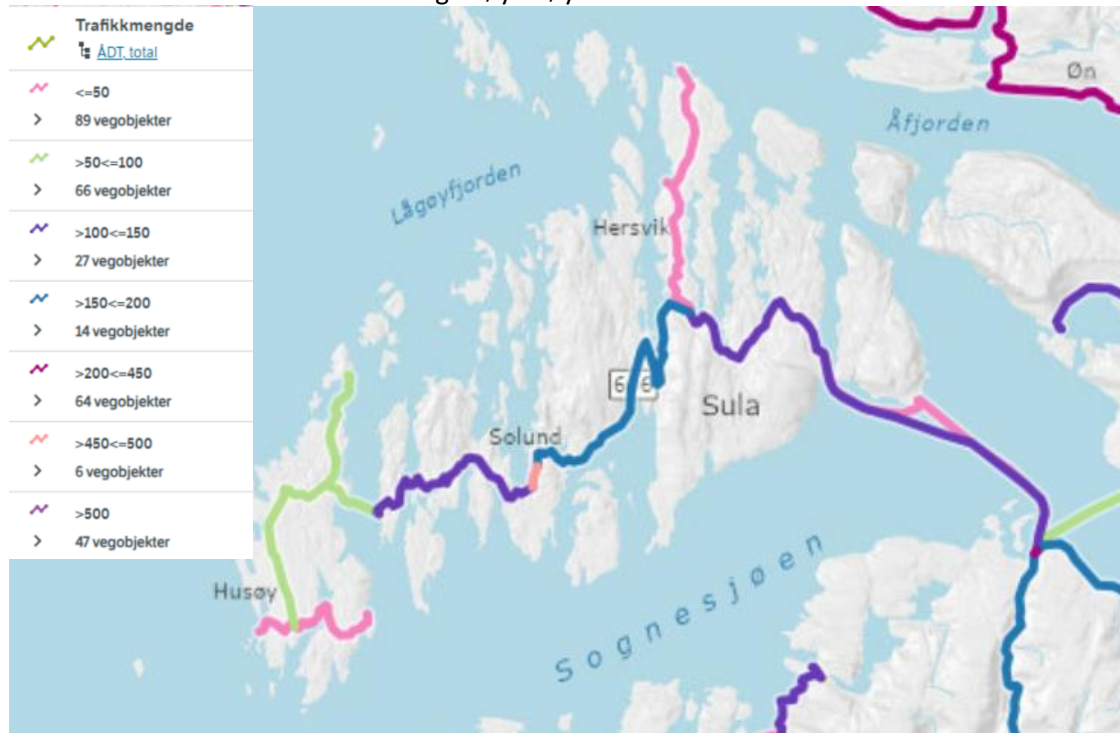 Trafikkmengde
ÅDT, total
<=50
89 vegobjekter
>50<=100
66 vegobjekter
>100<=150
27 vegobjekter
>150<=200
14 vegobjekter
>200<=450
64 vegobjekter
>450<=500
6 vegobjekter
>500
47 vegobjekter
Øn
Åfjorden
Lågøyfjorden
Hersvik
Sula
Solund
Husøy
Sognesjøen